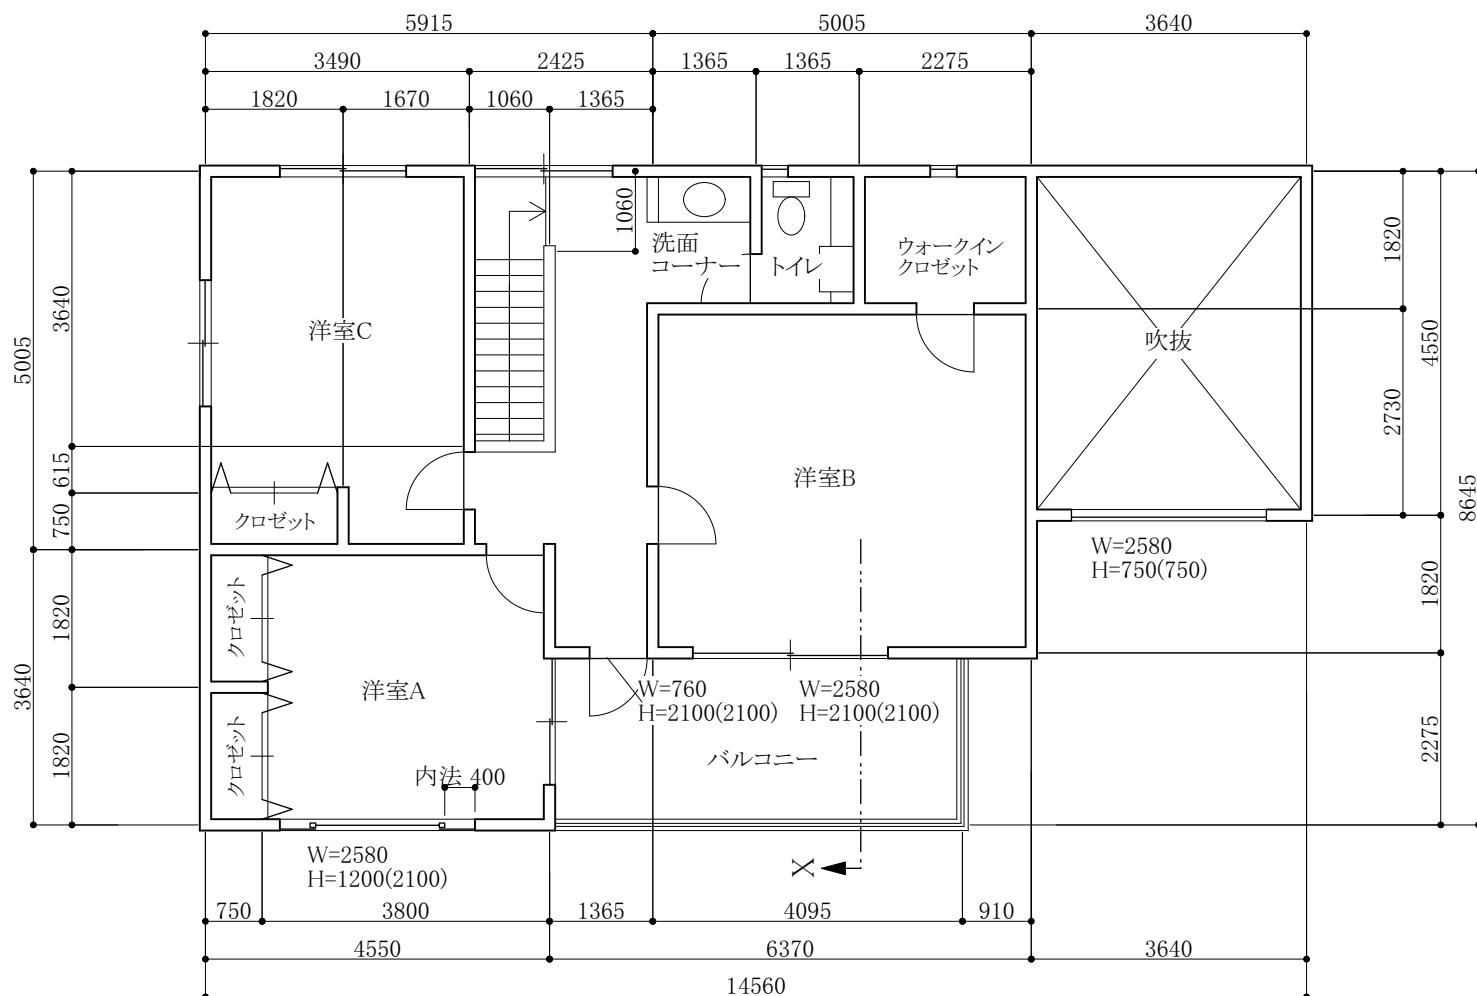 5915 5005 3640
3490 2425 1365 1365 2275
1820 1670 1060 1365
1060
洗面
コーナー
トイレ
ウォークイン
クロゼット
1820
3640
5005
洋室C
吹抜
4550
2730
615
750
クロゼット
洋室B
8645
W=2580
H=750(750)
1820
クロゼット
1820
3640
洋室A
W=760
H=2100(2100)
W=2580
H=2100(2100)
2275
1820
クロゼット
内法 400
バルコニー
W=2580
H=1200(2100)
X
750 3800 1365 4095 910
4550 6370 3640
14560